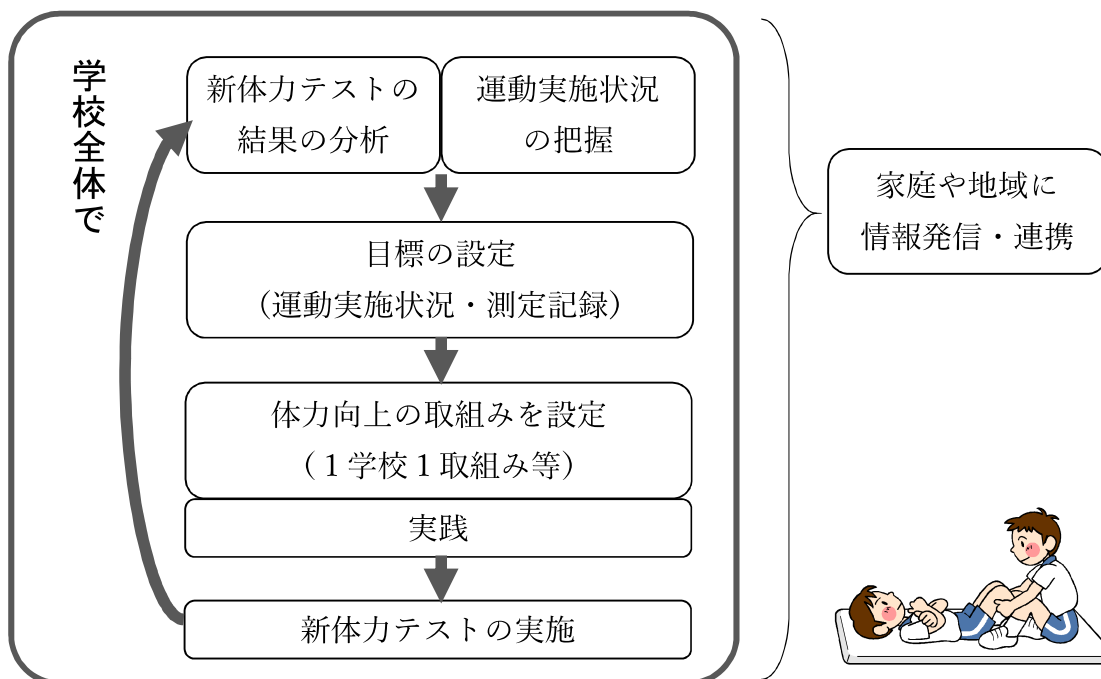 学校全体で
新体力テストの
結果の分析
運動実施状況
の把握
目標の設定
（運動実施状況・測定記録）
体力向上の取組みを設定
（１学校１取組み等）
実践
新体力テストの実施
家庭や地域に
情報発信・連携